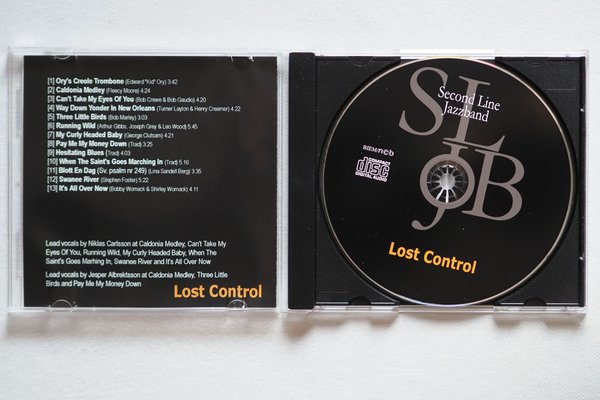 [1] Ory's Creole Trombone (Edward "Kid" Ory) 3.42
[2] Caldonia Medley (Fleecy Moore) 4.24
[3] Can't Take My Eyes Of You (Bob Crewe & Bob Gaudio) 4.20
[4] Way Down Yonder In New Orleans (Turner Layton & Henry Creamer) 4.22
[5] Three Little Birds (Bob Marley) 3.03
[6] Running Wild (Arthur Gibbs, Joseph Grey & Leo Wood) 5.45
[7] My Curly Headed Baby (George Clutsam) 4.21
[8] Pay Me My Money Down (Trad) 3.25
[9] Hesitating Blues (Trad) 4.03
[10] When The Saint's Goes Marching In (Trad) 5.16
[11] Blott En Dag (Sv. psalm nr 249) (Lina Sandell Berg) 3.35
[12] Swanee River (Stephen Foster) 5.22
[13] It's All Over Now (Bobby Womack & Shirley Womack) 4.11
Lead vocals by Niklas Carlsson at Caldonia Medley, Can't Take My
Eyes Of You, Running Wild, My Curly Headed Baby, When The
Saint's Goes Marhing In, Swanee River and It's All Over Now
Lead vocals by Jesper Albrektsson at Caldonia Medley, Three Little
Birds and Pay Me My Money Down
Lost Control
SLJB
Second Line
Jazzband
BIEM/ncb
COMPACT
disc
DIGITAL AUDIO
Lost Control